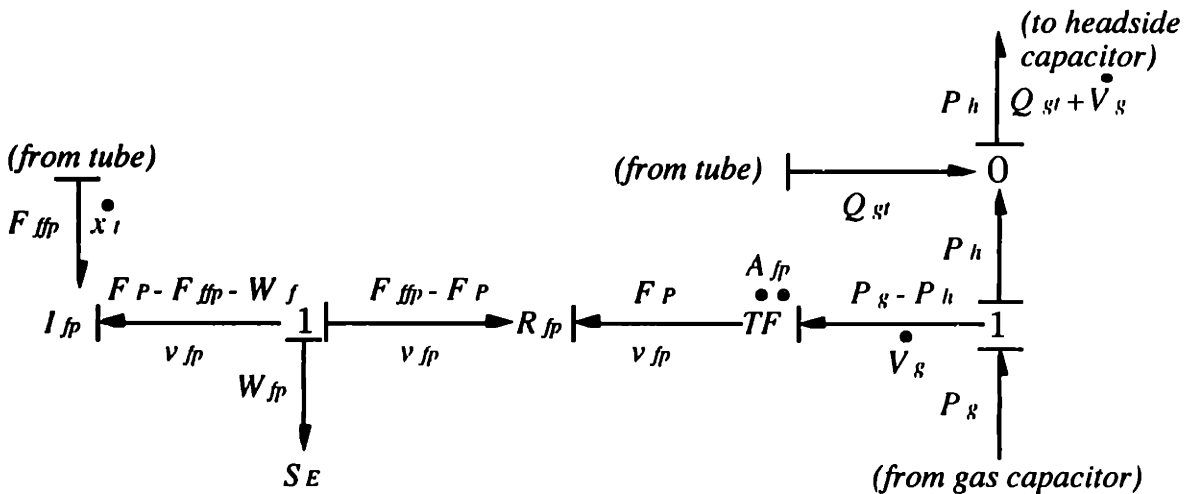 (to headside
capacitor)
P h Q gt + V̇ g
(from tube)
(from tube)
0
Q gt
F ffp ẋ t
P h
A fp
F P - F ffp - W f
F ffp - F P
F P
P g - P h
I fp
1
R fp
TF
1
v fp
v fp
v fp
V̇ g
W fp
P g
S E
(from gas capacitor)